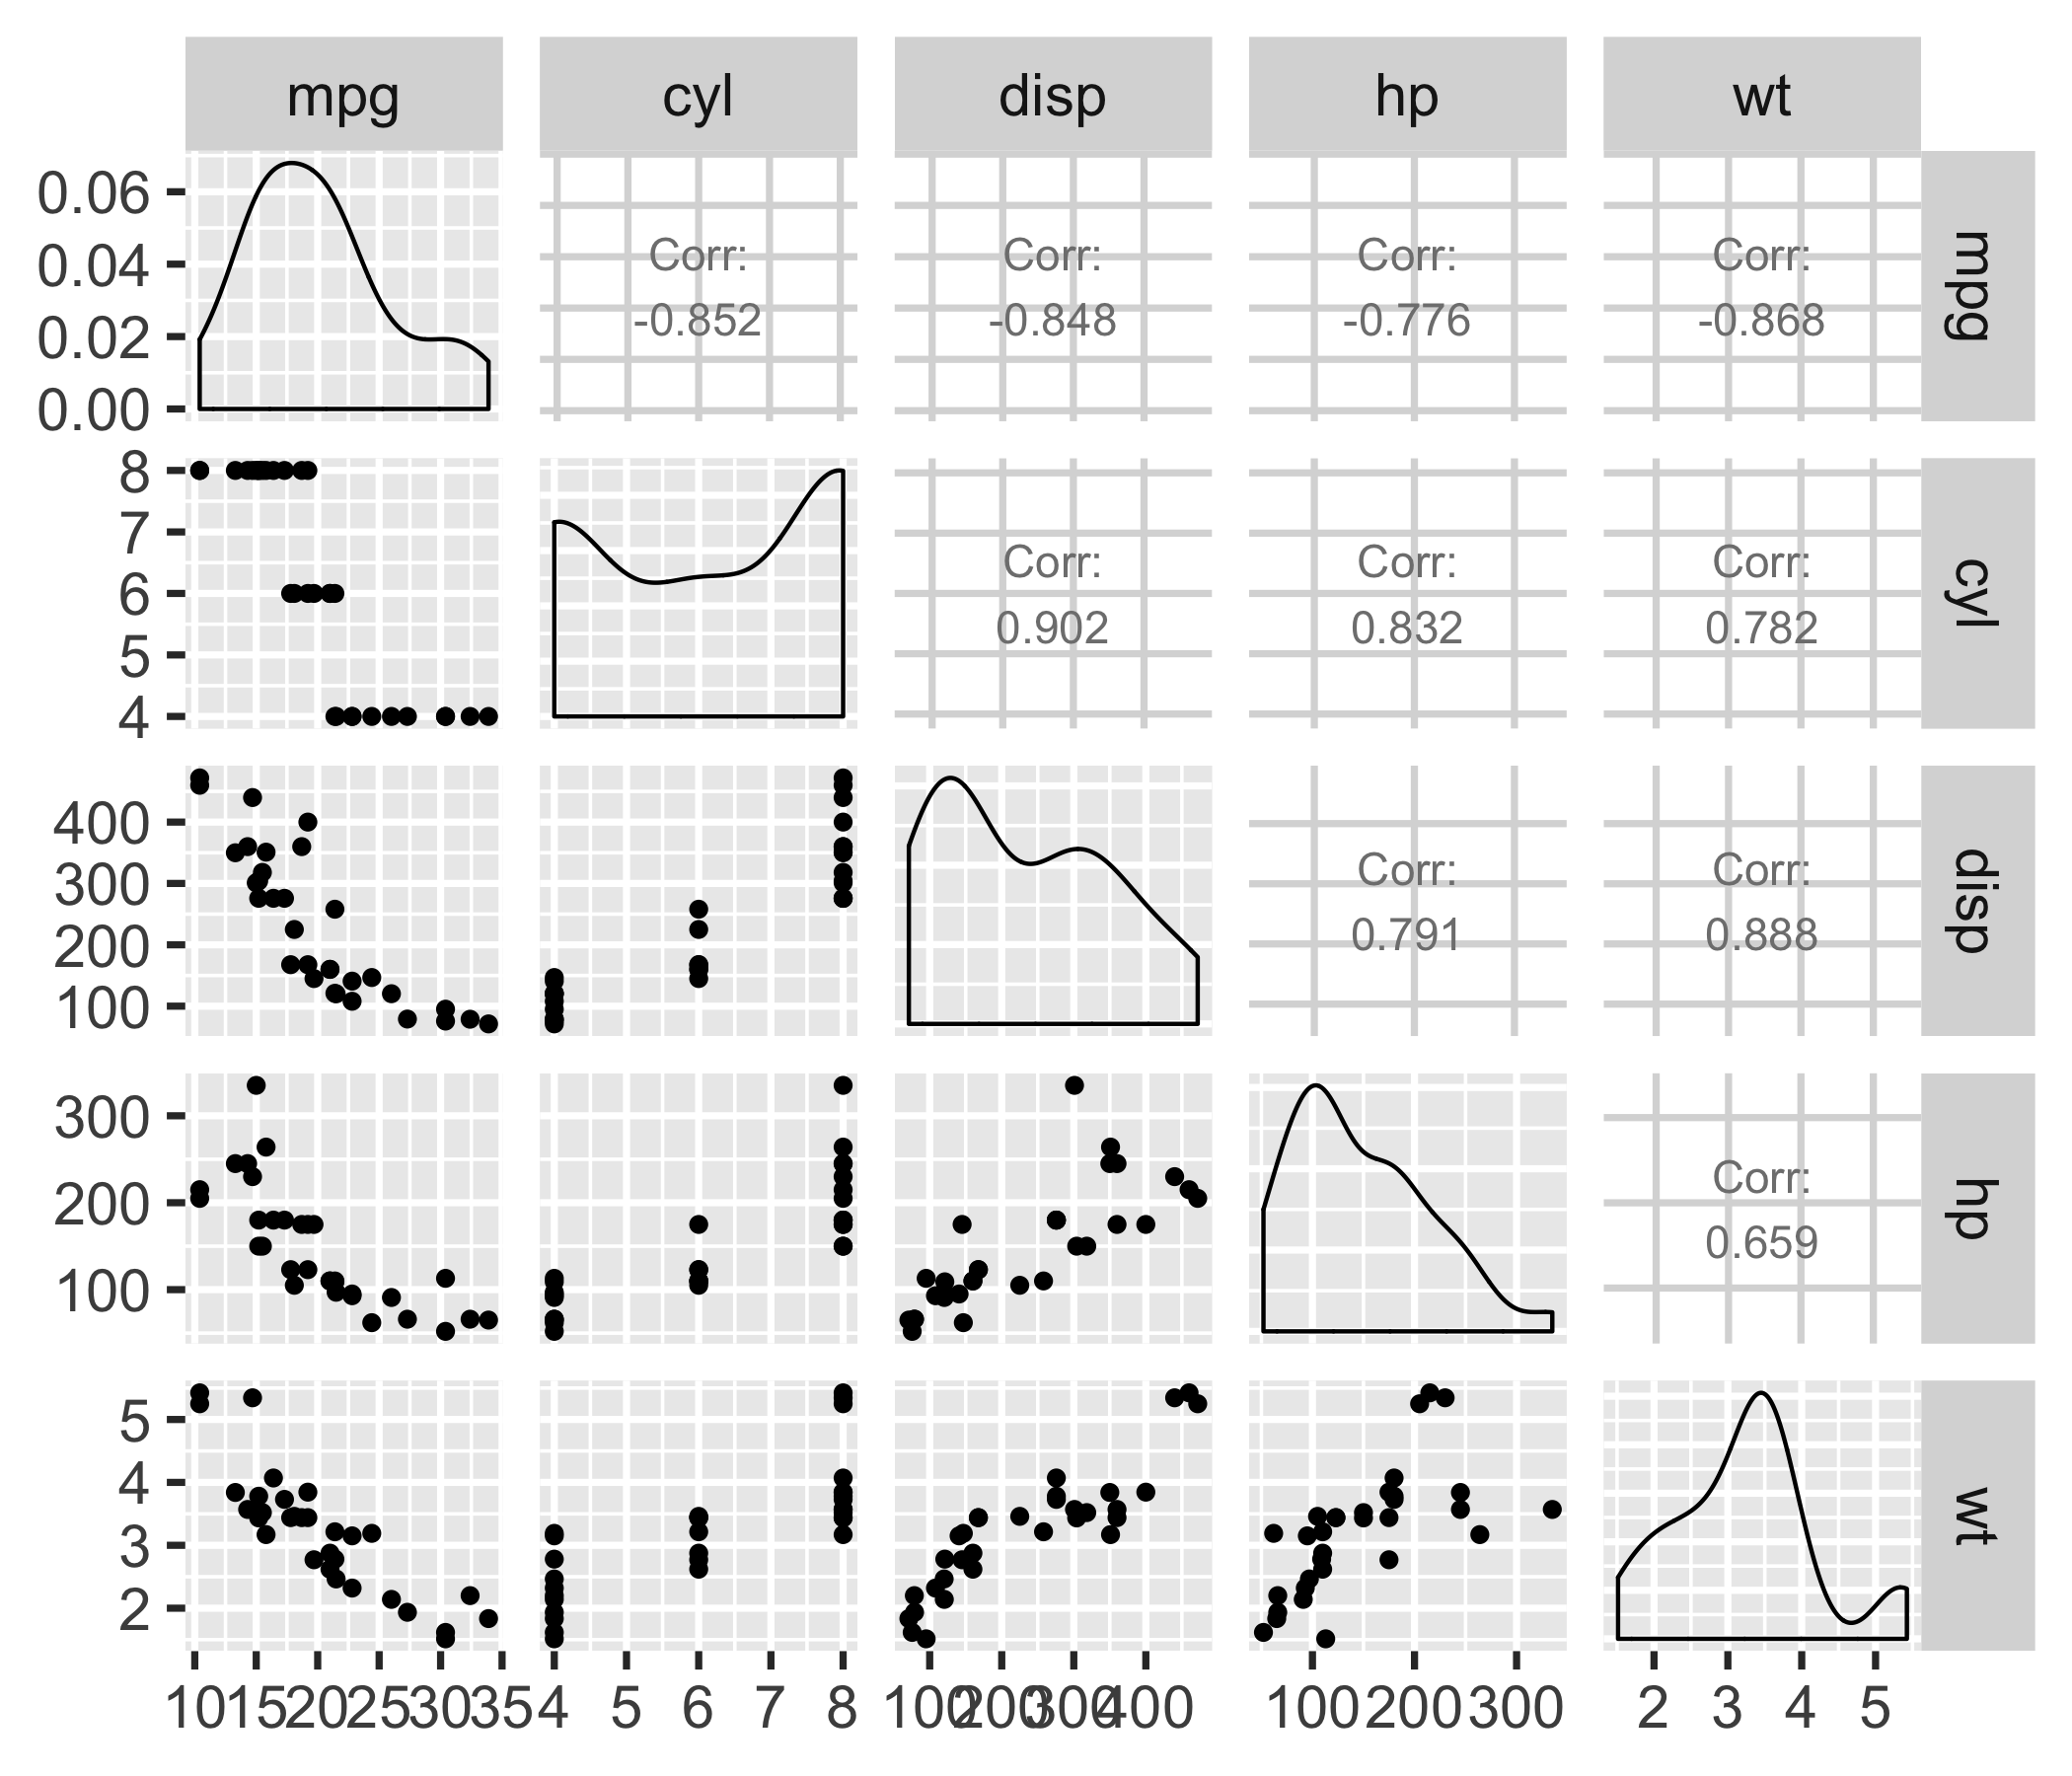 mpg cyl disp hp wt
0.06
0.04
0.02
0.00
Corr:
-0.852
Corr:
-0.848
Corr:
-0.776
Corr:
-0.868
mpg
8
7
6
5
4
Corr:
0.902
Corr:
0.832
Corr:
0.782
cyl
400
300
200
100
Corr:
0.791
Corr:
0.888
disp
300
200
100
Corr:
0.659
hp
5
4
3
2
wt
10 15 20 25 30 35 4 5 6 7 8 100 200 300 400 100 200 300 2 3 4 5